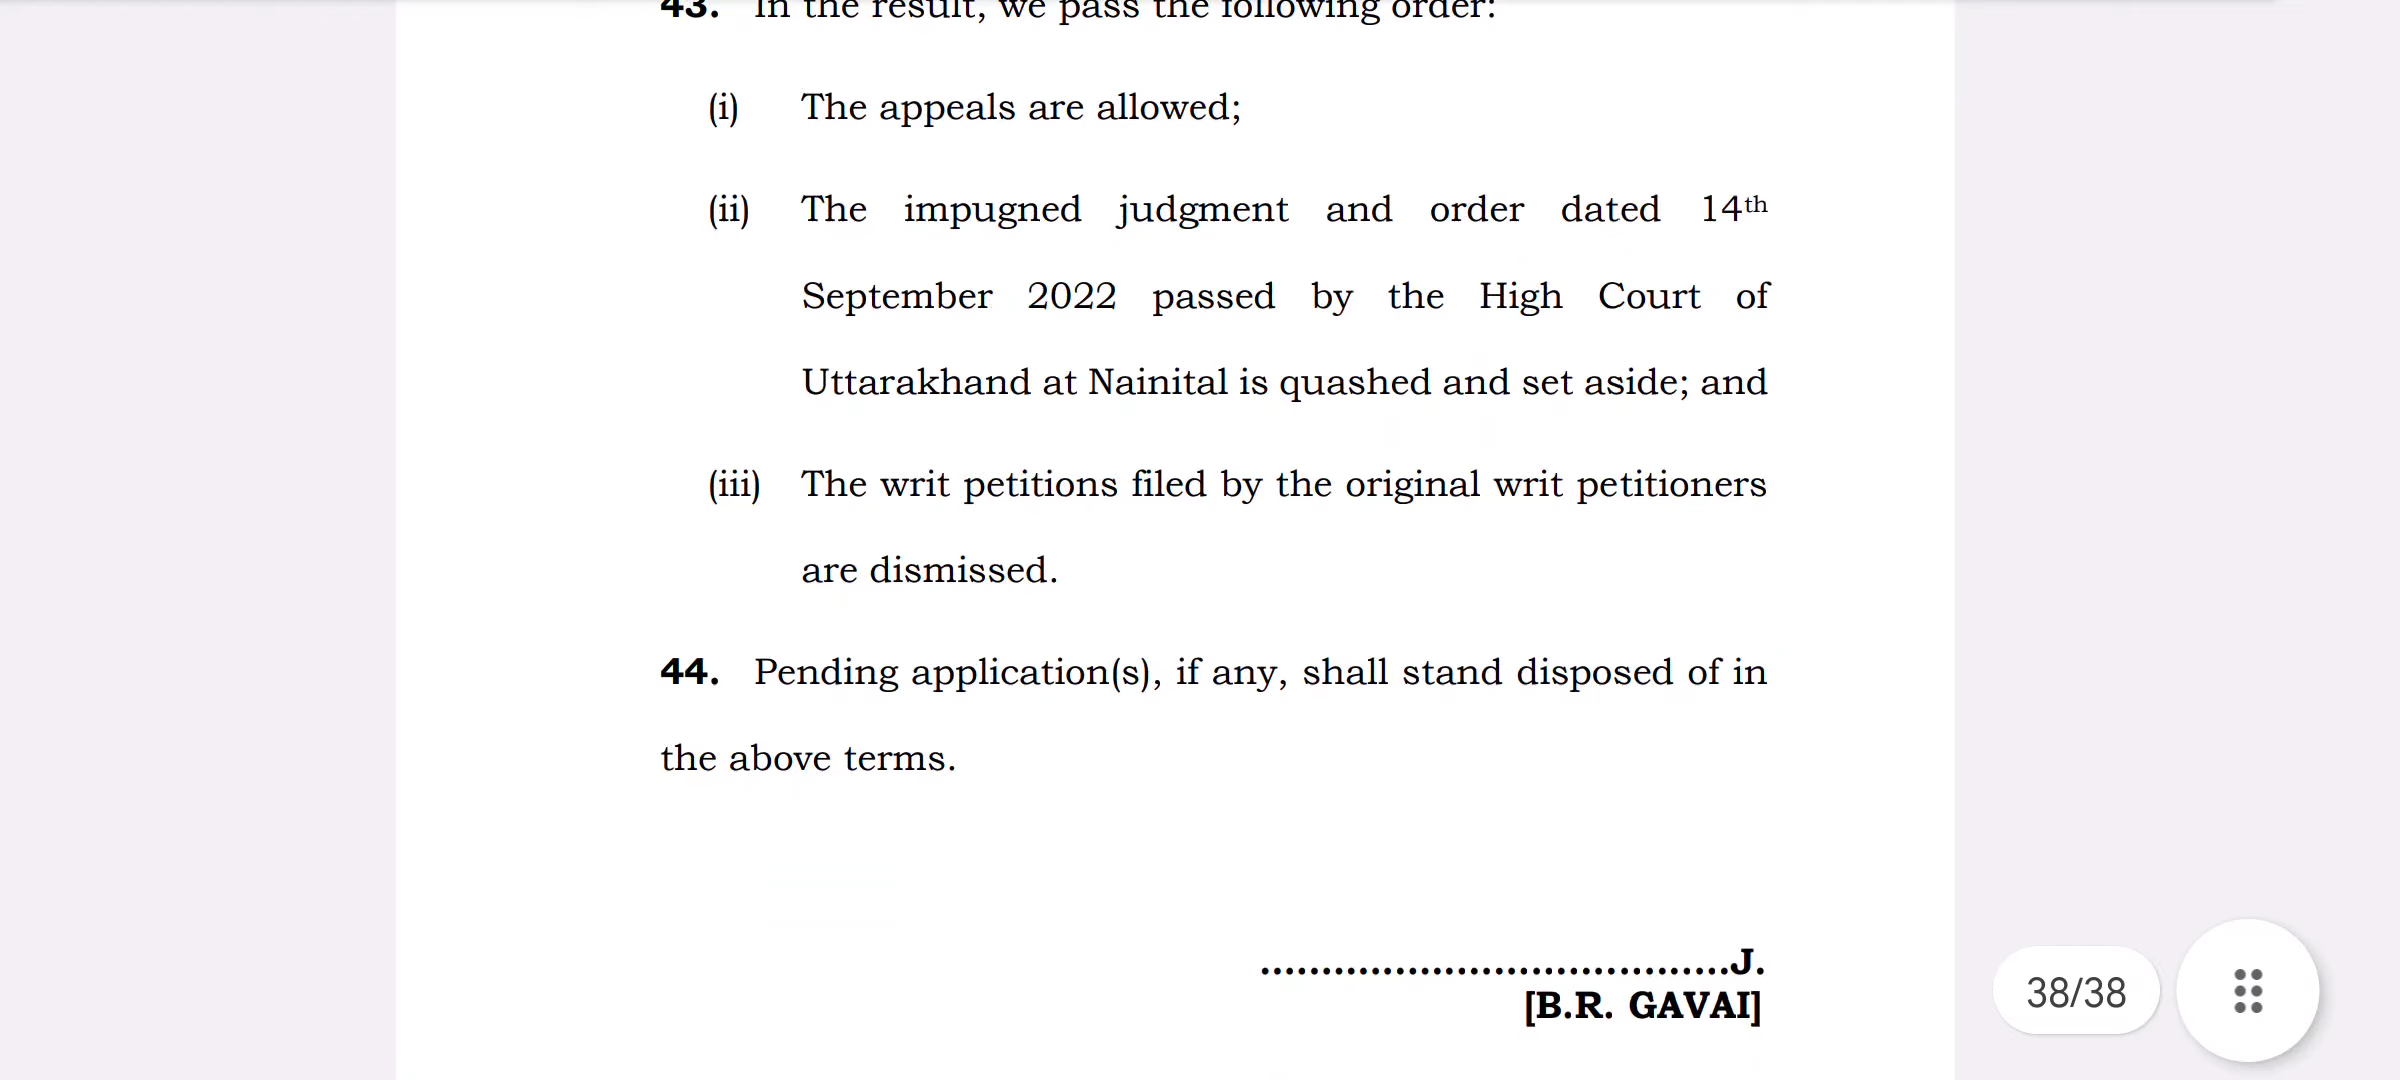 43. In the result, we pass the following order:
(i) The appeals are allowed;
(ii) The impugned judgment and order dated 14th
September 2022 passed by the High Court of
Uttarakhand at Nainital is quashed and set aside; and
(iii) The writ petitions filed by the original writ petitioners
are dismissed.
44. Pending application(s), if any, shall stand disposed of in
the above terms.
.......................................J.
[B.R. GAVAI]
38/38